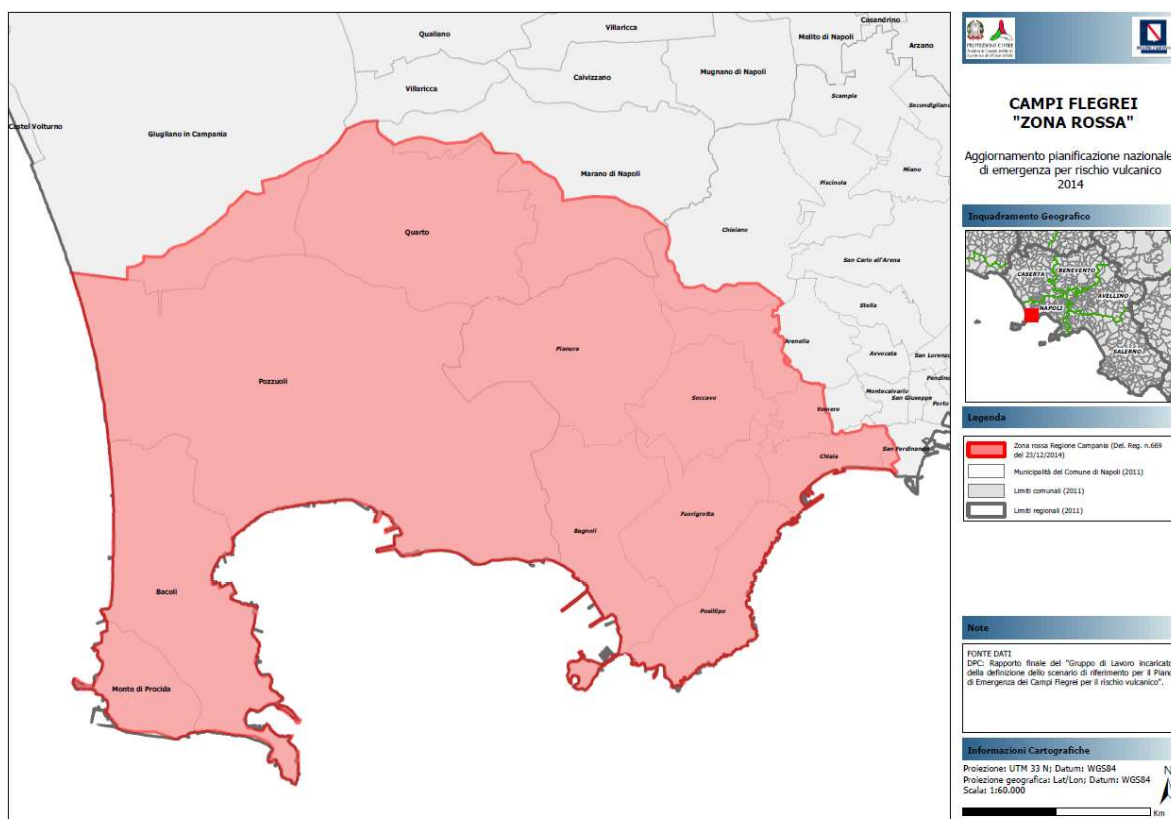 Qualiano
Villaricca
Casandrino
Melito di Napoli
Arzano
Mugnano di Napoli
Calvizzano
Villaricca
Scampia
Secondigliano
Castel Volturno
Giugliano in Campania
Marano di Napoli
Miano
Piscinola
Chiaiano
Quarto
San Carlo all'Arena
Stella
Arenella
Pianura
Avvocata
San Lorenzo
Pozzuoli
Pendino
Montecalvario
San Giuseppe
Porto
Soccavo
Vomero
San Ferdinando
Chiaia
Fuorigrotta
Bagnoli
Bacoli
Posillipo
Monte di Procida
PROTEZIONE CIVILE
CAMPI FLEGREI
"ZONA ROSSA"
Aggiornamento pianificazione nazionale
di emergenza per rischio vulcanico
2014
Inquadramento Geografico
BENEVENTO
CASERTA
AVELLINO
NAPOLI
SALERNO
Legenda
Zona rossa Regione Campania (Del. Reg. n.669
del 23/12/2014)
Municipalità del Comune di Napoli (2011)
Limiti comunali (2011)
Limiti regionali (2011)
Note
FONTE DATI
DPC: Rapporto finale del "Gruppo di Lavoro incaricato
della definizione dello scenario di riferimento per il Piano
di Emergenza dei Campi Flegrei per il rischio vulcanico".
Informazioni Cartografiche
Proiezione: UTM 33 N; Datum: WGS84
Proiezione geografica: Lat/Lon; Datum: WGS84
Scala: 1:60.000
N
Km